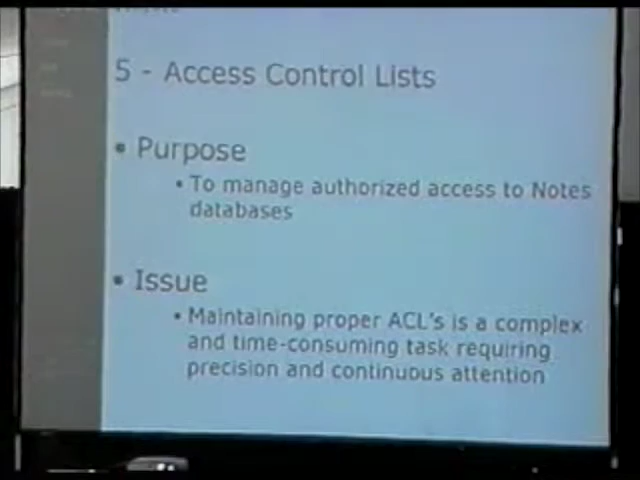 5 - Access Control Lists
• Purpose
• To manage authorized access to Notes
databases
• Issue
• Maintaining proper ACL's is a complex
and time-consuming task requiring
precision and continuous attention